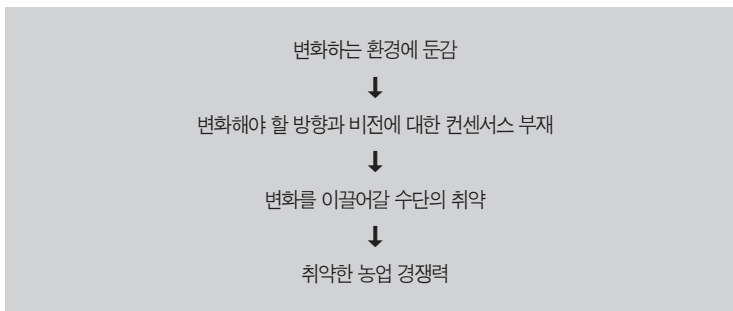 변화하는 환경에 둔감
변화해야 할 방향과 비전에 대한 컨센서스 부재
변화를 이끌어갈 수단의 취약
취약한 농업 경쟁력